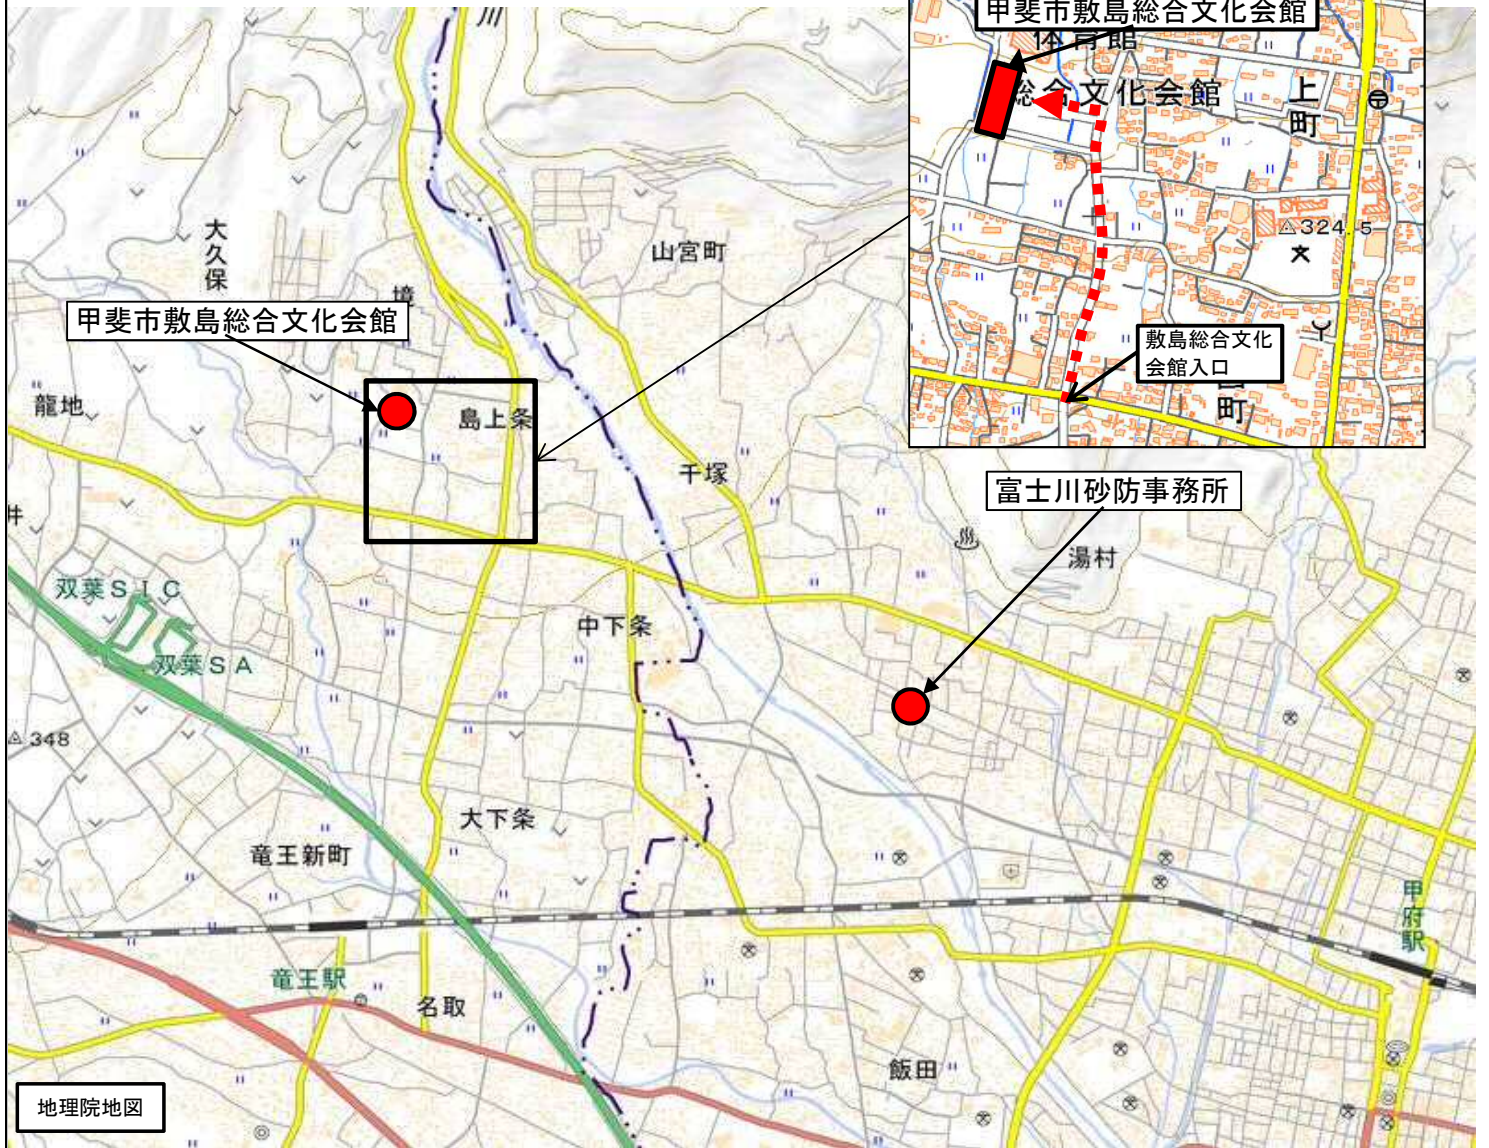 川
甲斐市敷島総合文化会館
体育館
総合文化会館
上町
324.5
敷島総合文化
会館入口
町
大久保
山宮町
境
甲斐市敷島総合文化会館
龍地
島上条
千塚
富士川砂防事務所
井
湯村
双葉SIC
中下条
双葉SA
348
大下条
竜王新町
甲府駅
竜王駅
名取
飯田
地理院地図